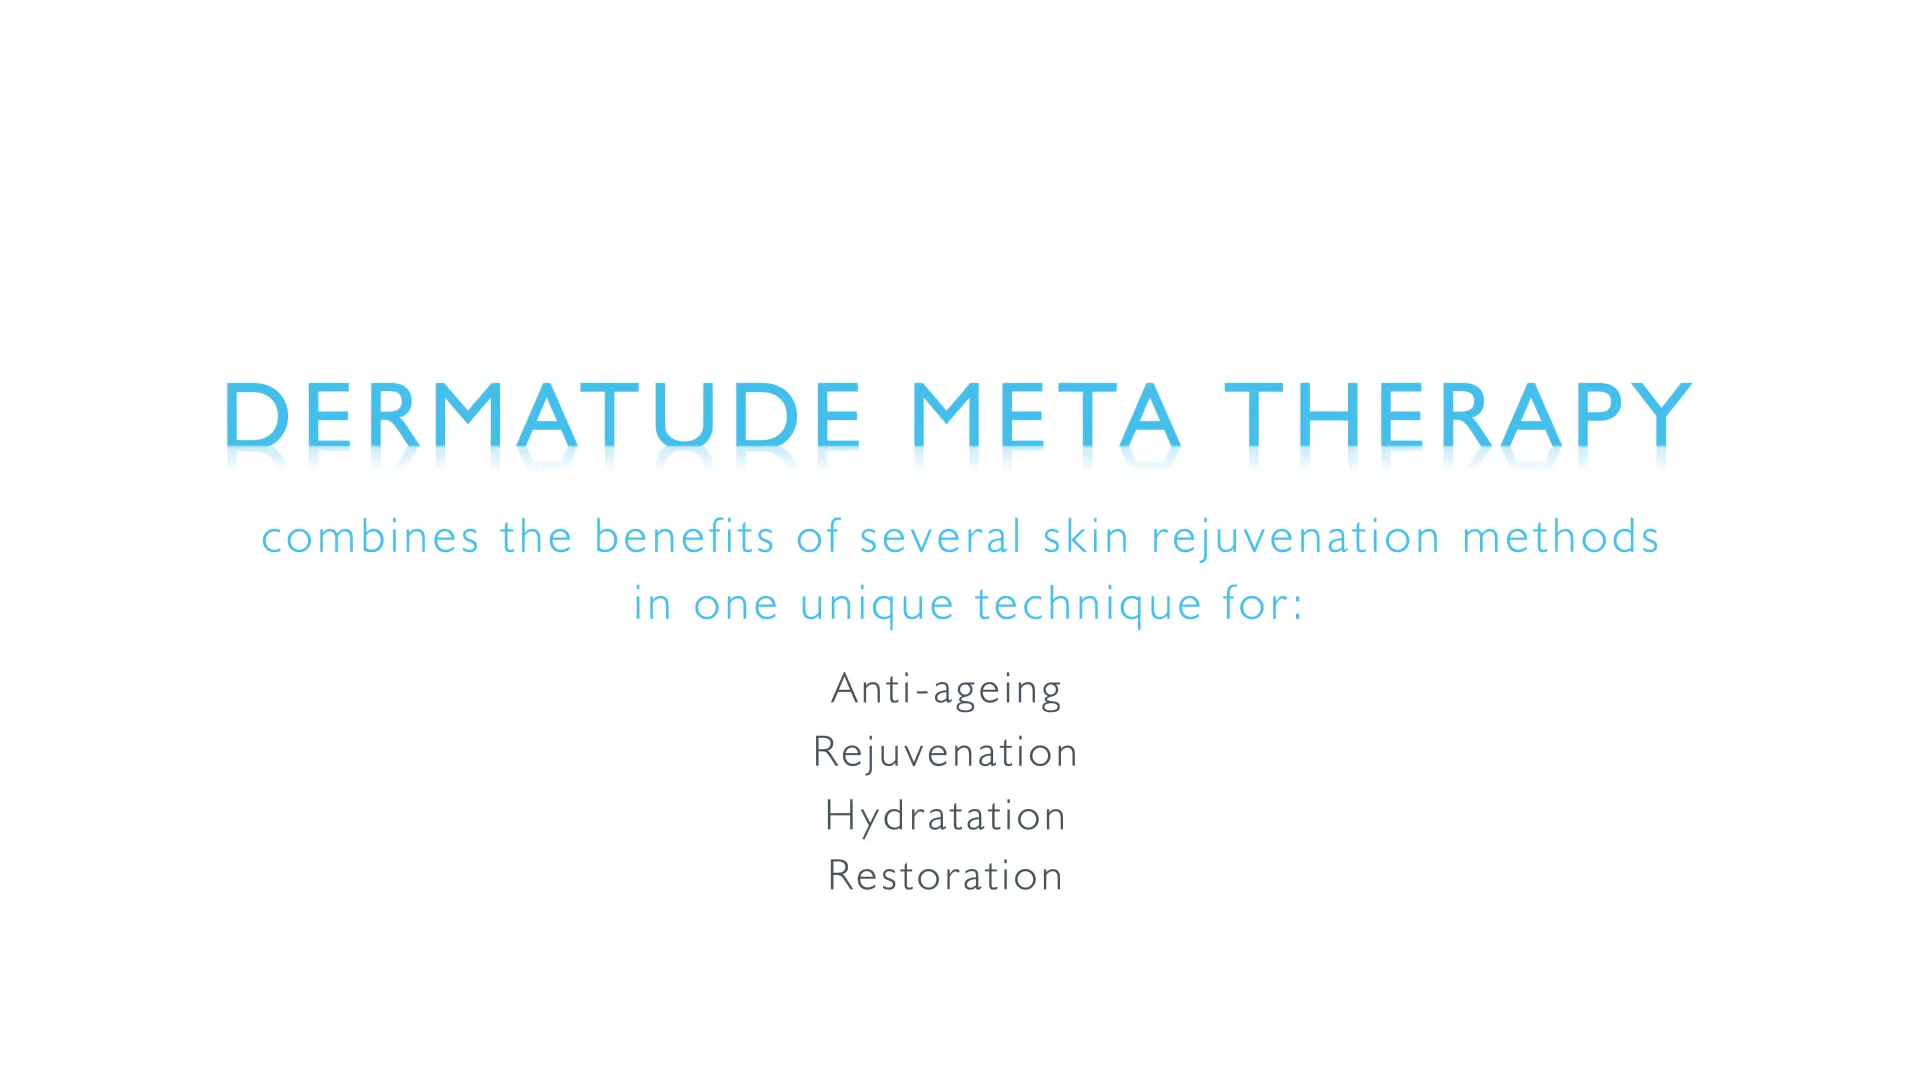 DERMATUDE META THERAPY
combines the benefits of several skin rejuvenation methods
in one unique technique for:
Anti-ageing
Rejuvenation
Hydratation
Restoration